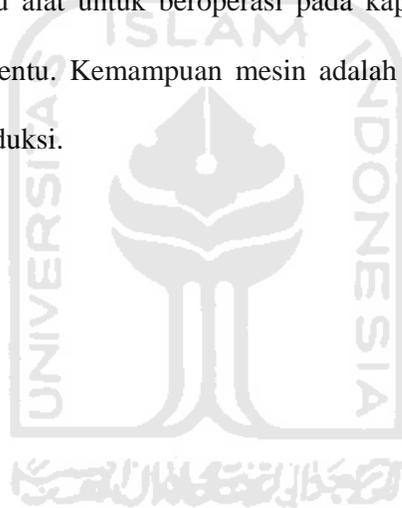 u alat untuk beroperasi pada kap
entu. Kemampuan mesin adalah
duksi.
ISLAM
UNIVERSITAS
INDONESIA